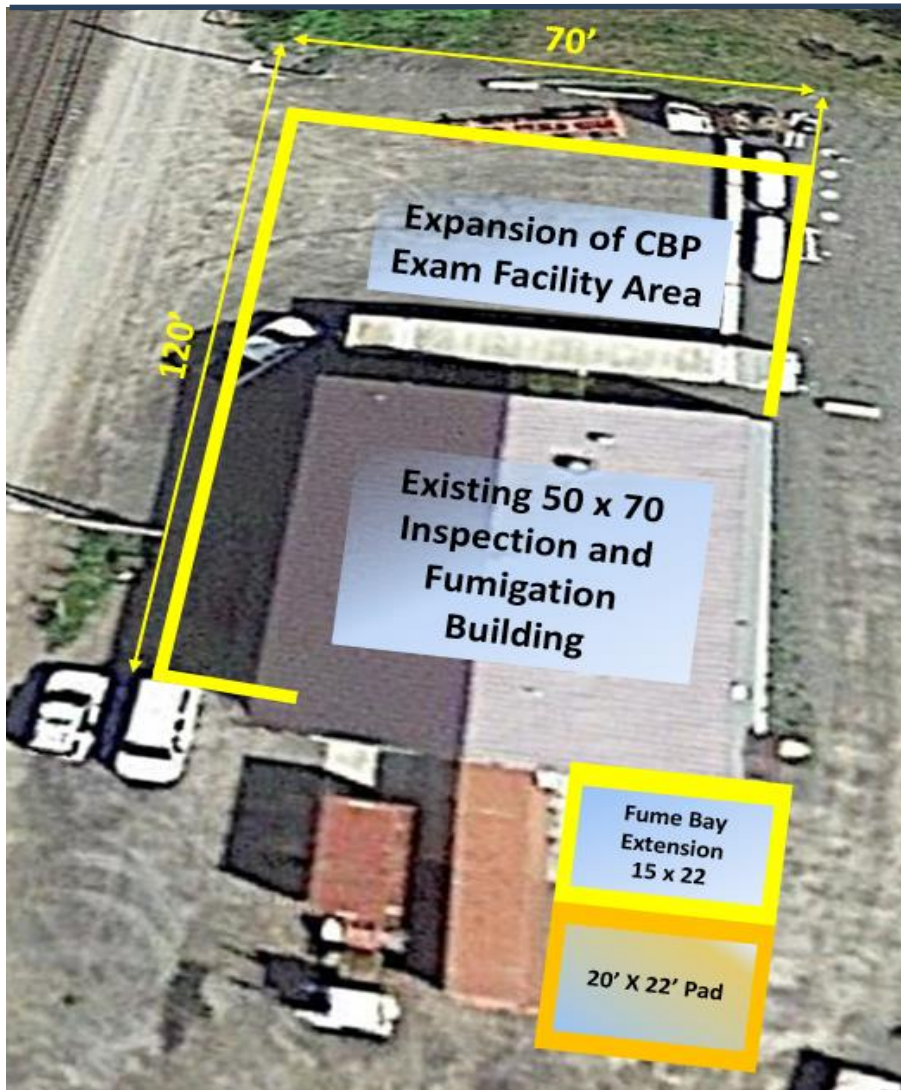 70’
120’
Expansion of CBP
Exam Facility Area
Existing 50 x 70
Inspection and
Fumigation
Building
Fume Bay
Extension
15 x 22
20’ X 22’ Pad